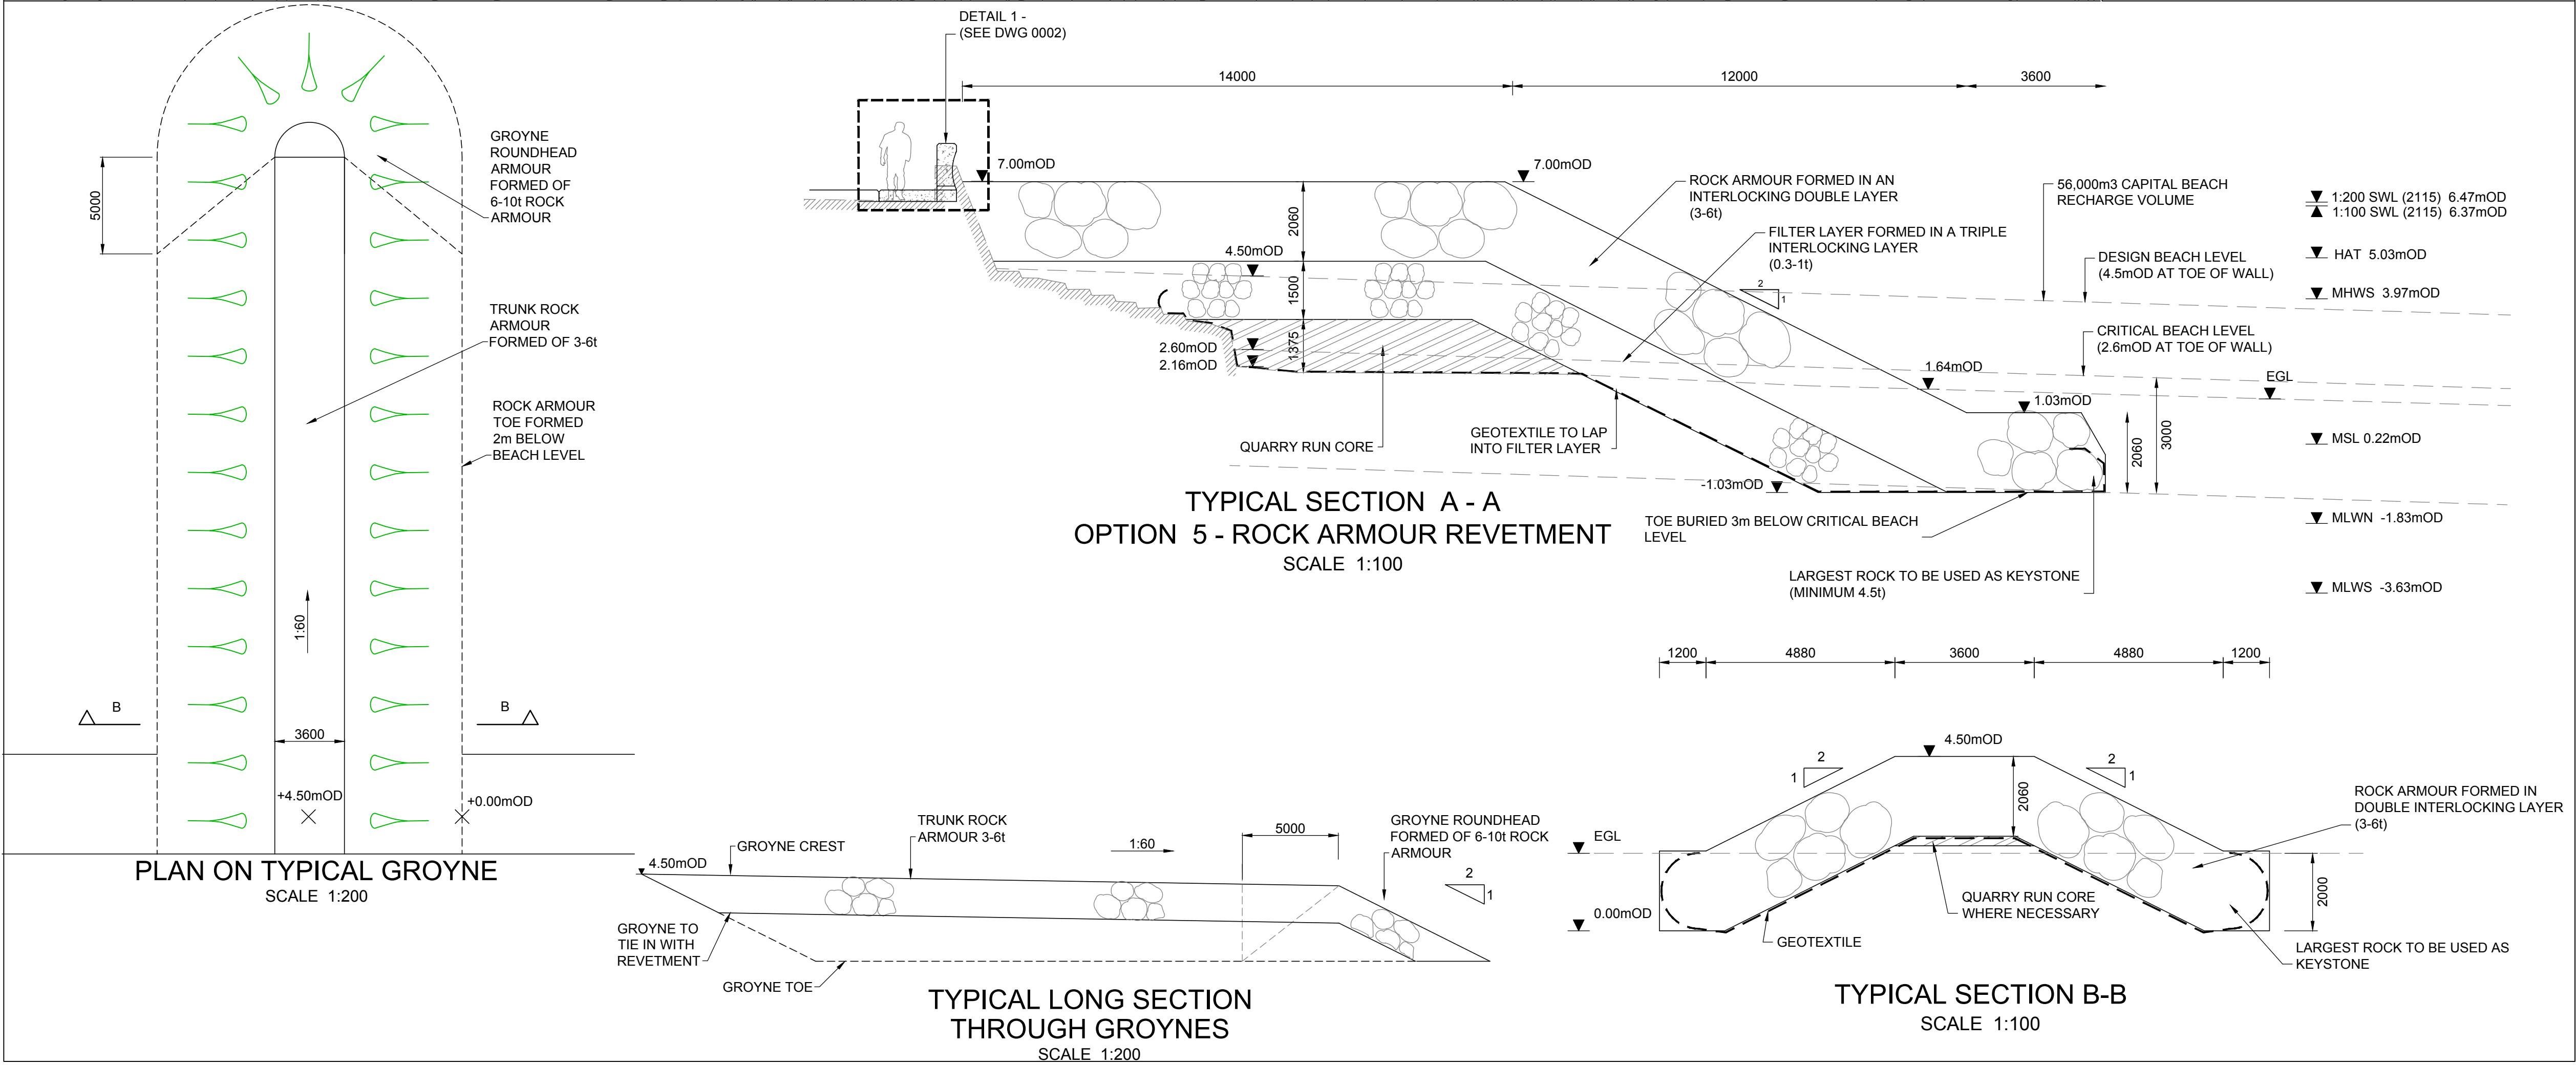 GROYNE
ROUNDHEAD
ARMOUR
FORMED OF
6-10t ROCK
ARMOUR
5000
TRUNK ROCK
ARMOUR
FORMED OF 3-6t
ROCK ARMOUR
TOE FORMED
2m BELOW
BEACH LEVEL
1:60
B
B
3600
+4.50mOD
+0.00mOD
PLAN ON TYPICAL GROYNE
SCALE 1:200
DETAIL 1 -
(SEE DWG 0002)
14000
12000
3600
7.00mOD
7.00mOD
2060
4.50mOD
1500
1375
2.60mOD
2.16mOD
ROCK ARMOUR FORMED IN AN
INTERLOCKING DOUBLE LAYER
(3-6t)
FILTER LAYER FORMED IN A TRIPLE
INTERLOCKING LAYER
(0.3-1t)
2
1
56,000m3 CAPITAL BEACH
RECHARGE VOLUME
DESIGN BEACH LEVEL
(4.5mOD AT TOE OF WALL)
CRITICAL BEACH LEVEL
(2.6mOD AT TOE OF WALL)
1:200 SWL (2115) 6.47mOD
1:100 SWL (2115) 6.37mOD
HAT 5.03mOD
MHWS 3.97mOD
EGL
MSL 0.22mOD
MLWN -1.83mOD
MLWS -3.63mOD
1.64mOD
1.03mOD
2060
3000
QUARRY RUN CORE
GEOTEXTILE TO LAP
INTO FILTER LAYER
-1.03mOD
TOE BURIED 3m BELOW CRITICAL BEACH
LEVEL
LARGEST ROCK TO BE USED AS KEYSTONE
(MINIMUM 4.5t)
TYPICAL SECTION A - A
OPTION 5 - ROCK ARMOUR REVETMENT
SCALE 1:100
4.50mOD
GROYNE CREST
TRUNK ROCK
ARMOUR 3-6t
1:60
5000
GROYNE ROUNDHEAD
FORMED OF 6-10t ROCK
ARMOUR
2
1
GROYNE TO
TIE IN WITH
REVETMENT
GROYNE TOE
TYPICAL LONG SECTION
THROUGH GROYNES
SCALE 1:200
1200
4880
3600
4880
1200
4.50mOD
2
1
2
1
2060
EGL
0.00mOD
2000
ROCK ARMOUR FORMED IN
DOUBLE INTERLOCKING LAYER
(3-6t)
QUARRY RUN CORE
WHERE NECESSARY
GEOTEXTILE
LARGEST ROCK TO BE USED AS
KEYSTONE
TYPICAL SECTION B-B
SCALE 1:100